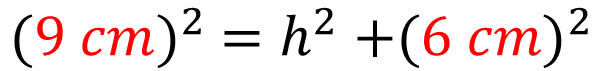 (9 cm)² = h² +(6 cm)²